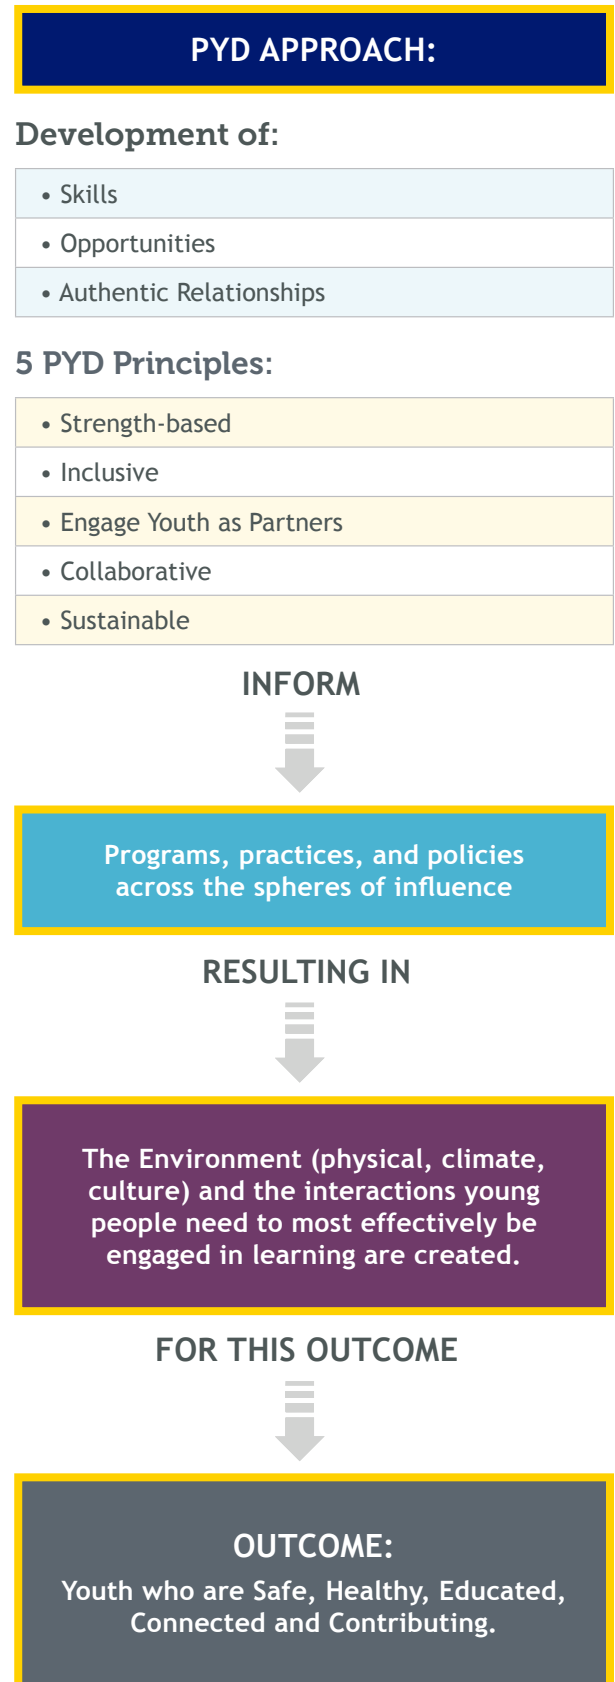 PYD APPROACH:
Development of:
• Skills
• Opportunities
• Authentic Relationships
5 PYD Principles:
• Strength-based
• Inclusive
• Engage Youth as Partners
• Collaborative
• Sustainable
INFORM
Programs, practices, and policies
across the spheres of influence
RESULTING IN
The Environment (physical, climate,
culture) and the interactions young
people need to most effectively be
engaged in learning are created.
FOR THIS OUTCOME
OUTCOME:
Youth who are Safe, Healthy, Educated,
Connected and Contributing.